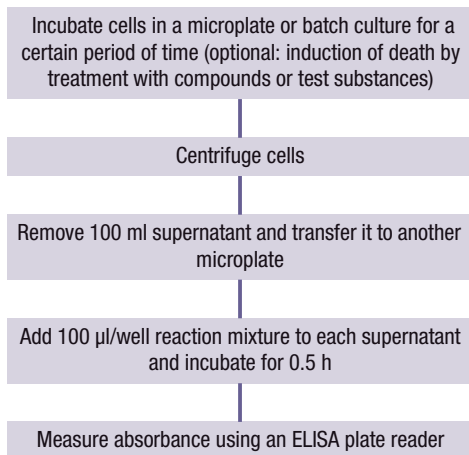 Incubate cells in a microplate or batch culture for a
certain period of time (optional: induction of death by
treatment with compounds or test substances)
Centrifuge cells
Remove 100 ml supernatant and transfer it to another
microplate
Add 100 µl/well reaction mixture to each supernatant
and incubate for 0.5 h
Measure absorbance using an ELISA plate reader